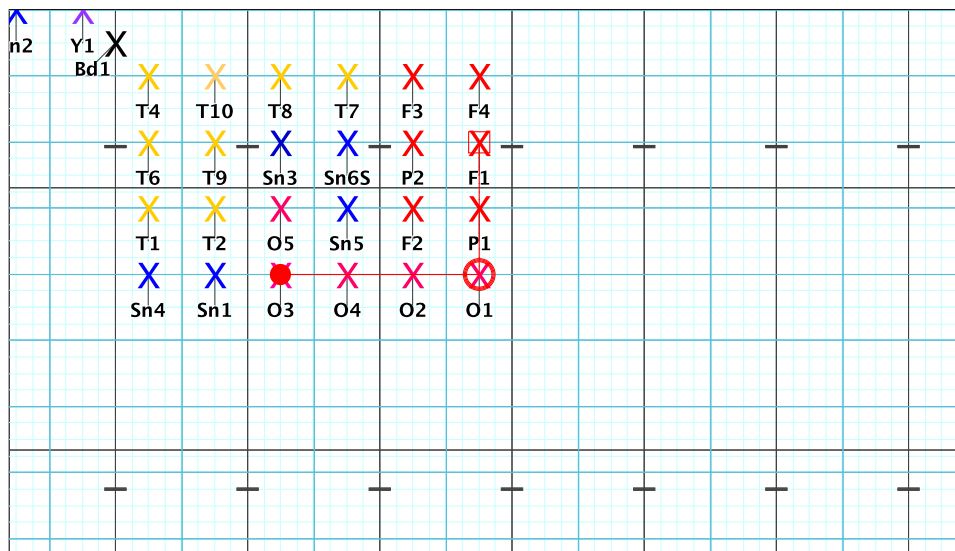 n2 Y1
Bd1
T4 T10 T8 T7 F3 F4
T6 T9 Sn3 Sn6S P2 F1
T1 T2 O5 Sn5 F2 P1
Sn4 Sn1 O3 O4 O2 O1